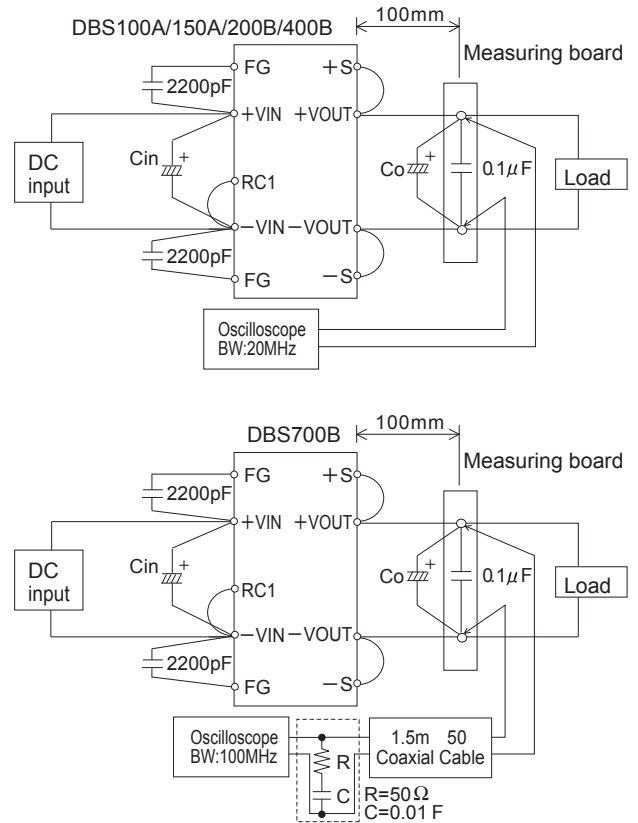 DBS100A/150A/200B/400B
100mm
Measuring board
FG
+S
2200pF
+VIN
+VOUT
DC
input
Cin
+
RC1
Co
+
0.1μF
Load
−VIN
−VOUT
2200pF
FG
−S
Oscilloscope
BW:20MHz
DBS700B
100mm
Measuring board
FG
+S
2200pF
+VIN
+VOUT
DC
input
Cin
+
RC1
Co
+
0.1μF
Load
−VIN
−VOUT
2200pF
FG
−S
Oscilloscope
BW:100MHz
R
C
R=50Ω
C=0.01 F
1.5m 50
Coaxial Cable